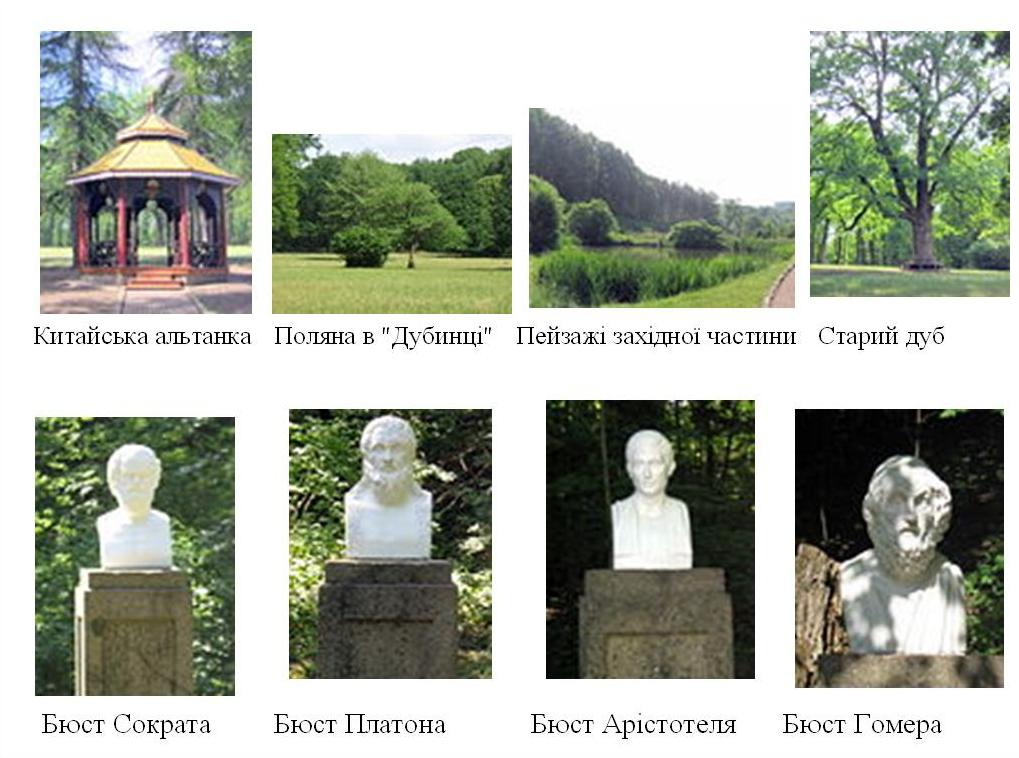 Китайська альтанка
Поляна в "Дубинці"
Пейзажі західної частини
Старий дуб
Бюст Сократа
Бюст Платона
Бюст Арістотеля
Бюст Гомера